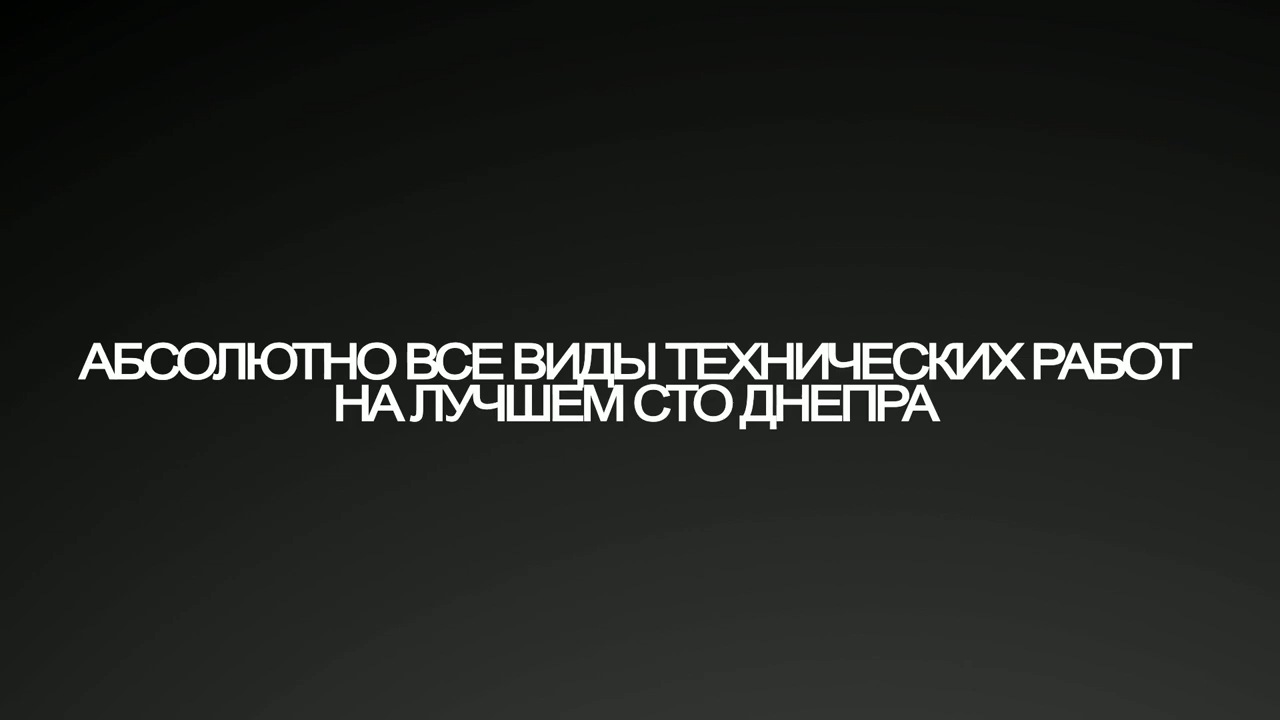 АБСОЛЮТНО ВСЕ ВИДЫ ТЕХНИЧЕСКИХ РАБОТ
НА ЛУЧШЕМ СТО ДНЕПРА